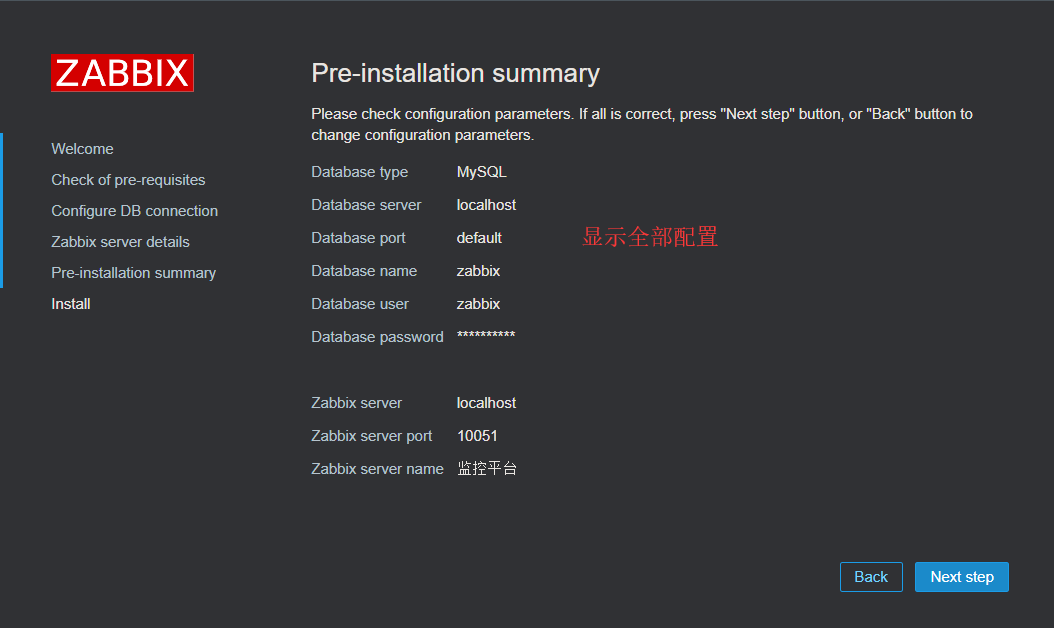 ZABBIX
Welcome
Check of pre-requisites
Configure DB connection
Zabbix server details
Pre-installation summary
Install
Pre-installation summary
Please check configuration parameters. If all is correct, press "Next step" button, or "Back" button to
change configuration parameters.
Database type MySQL
Database server localhost
Database port default
显示全部配置
Database name zabbix
Database user zabbix
Database password **********
Zabbix server localhost
Zabbix server port 10051
Zabbix server name 监控平台
Back Next step